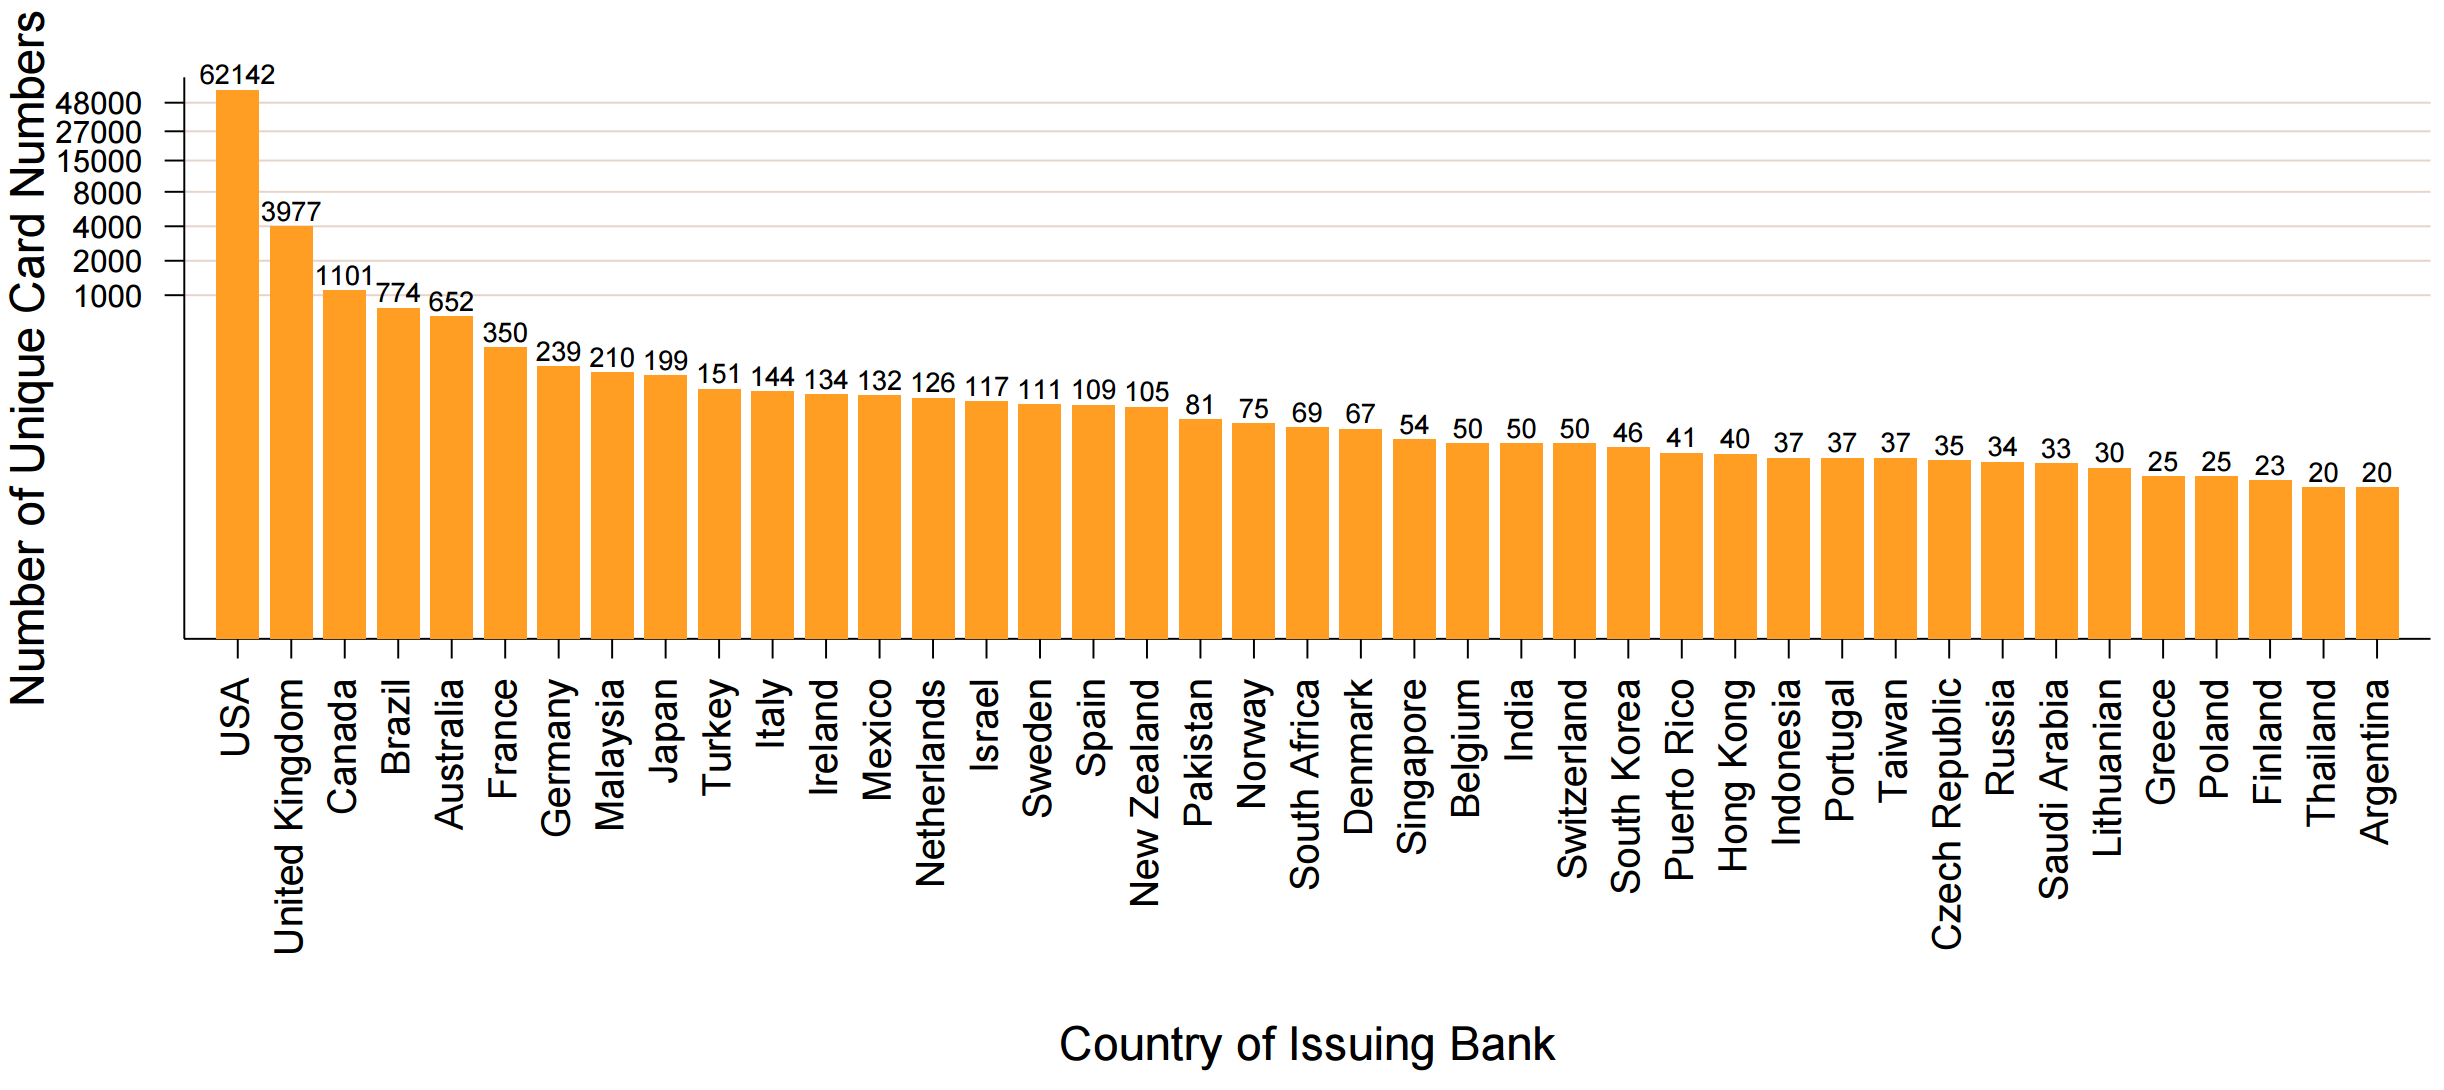 Number of Unique Card Numbers
48000
27000
15000
8000
4000
2000
1000
62142
3977
1101
774
652
350
239
210
199
151
144
134
132
126
117
111
109
105
81
75
69
67
54
50
50
50
46
41
40
37
37
37
35
34
33
30
25
25
23
20
20
USA
United Kingdom
Canada
Brazil
Australia
France
Germany
Malaysia
Japan
Turkey
Italy
Ireland
Mexico
Netherlands
Israel
Sweden
Spain
New Zealand
Pakistan
Norway
South Africa
Denmark
Singapore
Belgium
India
Switzerland
South Korea
Puerto Rico
Hong Kong
Indonesia
Portugal
Taiwan
Czech Republic
Russia
Saudi Arabia
Lithuanian
Greece
Poland
Finland
Thailand
Argentina
Country of Issuing Bank